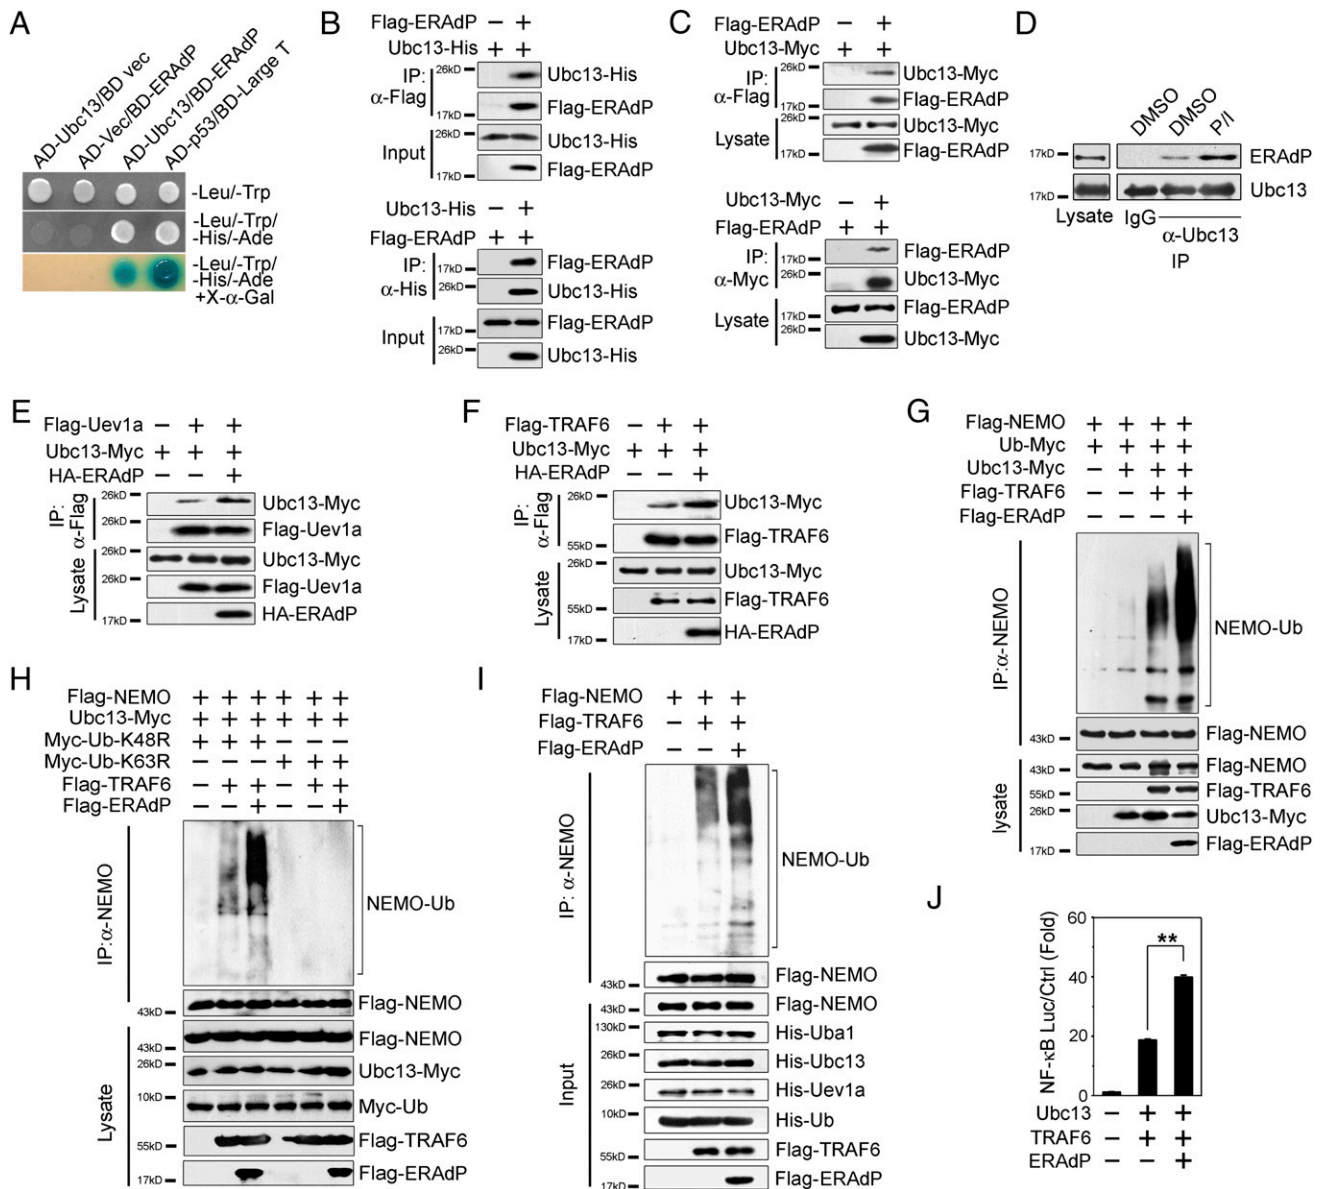 A
AD-Ubc13/BD vec
AD-Vec/BD-ERAdP
AD-Ubc13/BD-ERAdP
AD-p53/BD-Large T
-Leu/-Trp
-Leu/-Trp/
-His/-Ade
-Leu/-Trp/
-His/-Ade
+X-α-Gal
B
Flag-ERAdP − +
Ubc13-His + +
IP:
α-Flag
26kD
Ubc13-His
17kD
Flag-ERAdP
Input
26kD
Ubc13-His
17kD
Flag-ERAdP
Ubc13-His − +
Flag-ERAdP + +
IP:
α-His
17kD
Flag-ERAdP
26kD
Ubc13-His
Input
17kD
Flag-ERAdP
26kD
Ubc13-His
C
Flag-ERAdP − +
Ubc13-Myc + +
IP:
α-Flag
26kD
Ubc13-Myc
17kD
Flag-ERAdP
Lysate
26kD
Ubc13-Myc
17kD
Flag-ERAdP
Ubc13-Myc − +
Flag-ERAdP + +
IP:
α-Myc
17kD
Flag-ERAdP
26kD
Ubc13-Myc
Lysate
17kD
Flag-ERAdP
26kD
Ubc13-Myc
D
DMSO
DMSO
P/I
17kD
ERAdP
17kD
Ubc13
Lysate
IgG
α-Ubc13
IP
E
Flag-Uev1a − + +
Ubc13-Myc + + +
HA-ERAdP − − +
IP:
α-Flag
26kD
Ubc13-Myc
26kD
Flag-Uev1a
Lysate
26kD
Ubc13-Myc
26kD
Flag-Uev1a
17kD
HA-ERAdP
F
Flag-TRAF6 − + +
Ubc13-Myc + + +
HA-ERAdP − − +
IP:
α-Flag
26kD
Ubc13-Myc
55kD
Flag-TRAF6
Lysate
26kD
Ubc13-Myc
55kD
Flag-TRAF6
17kD
HA-ERAdP
G
Flag-NEMO + + + +
Ub-Myc + + + +
Ubc13-Myc − + + +
Flag-TRAF6 − − + +
Flag-ERAdP − − − +
IP:α-NEMO
NEMO-Ub
43kD
Flag-NEMO
lysate
43kD
Flag-NEMO
55kD
Flag-TRAF6
26kD
Ubc13-Myc
17kD
Flag-ERAdP
H
Flag-NEMO + + + + + +
Ubc13-Myc + + + + + +
Myc-Ub-K48R + + + − − −
Myc-Ub-K63R − − − + + +
Flag-TRAF6 − + + − + +
Flag-ERAdP − − + − − +
IP:α-NEMO
NEMO-Ub
43kD
Flag-NEMO
Lysate
43kD
Flag-NEMO
26kD
Ubc13-Myc
10kD
Myc-Ub
55kD
Flag-TRAF6
17kD
Flag-ERAdP
I
Flag-NEMO + + +
Flag-TRAF6 − + +
Flag-ERAdP − − +
IP: α-NEMO
NEMO-Ub
43kD
Flag-NEMO
Input
43kD
Flag-NEMO
130kD
His-Uba1
26kD
His-Ubc13
26kD
His-Uev1a
10kD
His-Ub
55kD
Flag-TRAF6
17kD
Flag-ERAdP
J
NF-κB Luc/Ctrl (Fold)
60
40
20
0
**
Ubc13 − + +
TRAF6 − + +
ERAdP − − +